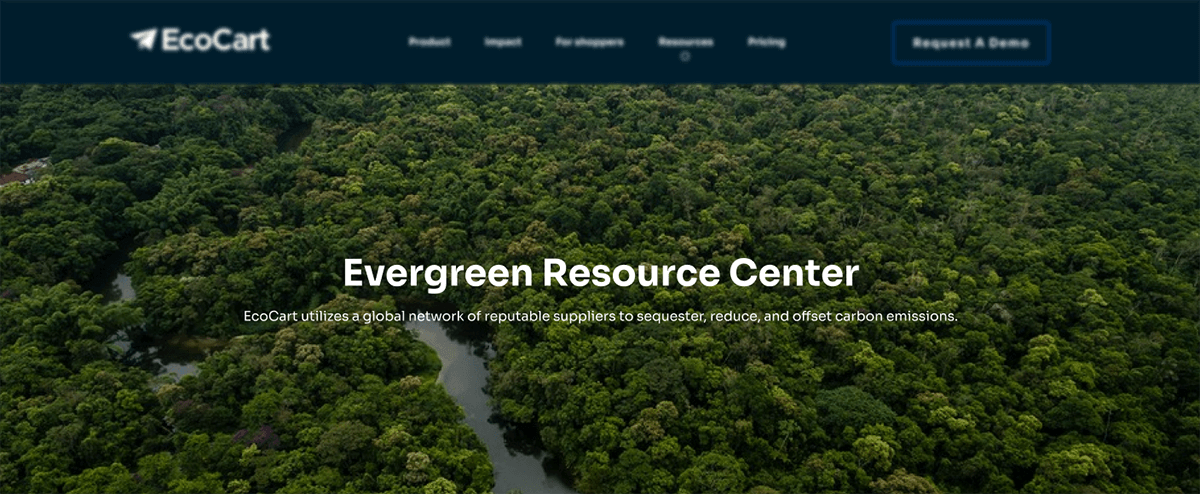 EcoCart
Product Impact For shoppers Resources Pricing
Request A Demo
Evergreen Resource Center
EcoCart utilizes a global network of reputable suppliers to sequester, reduce, and offset carbon emissions.